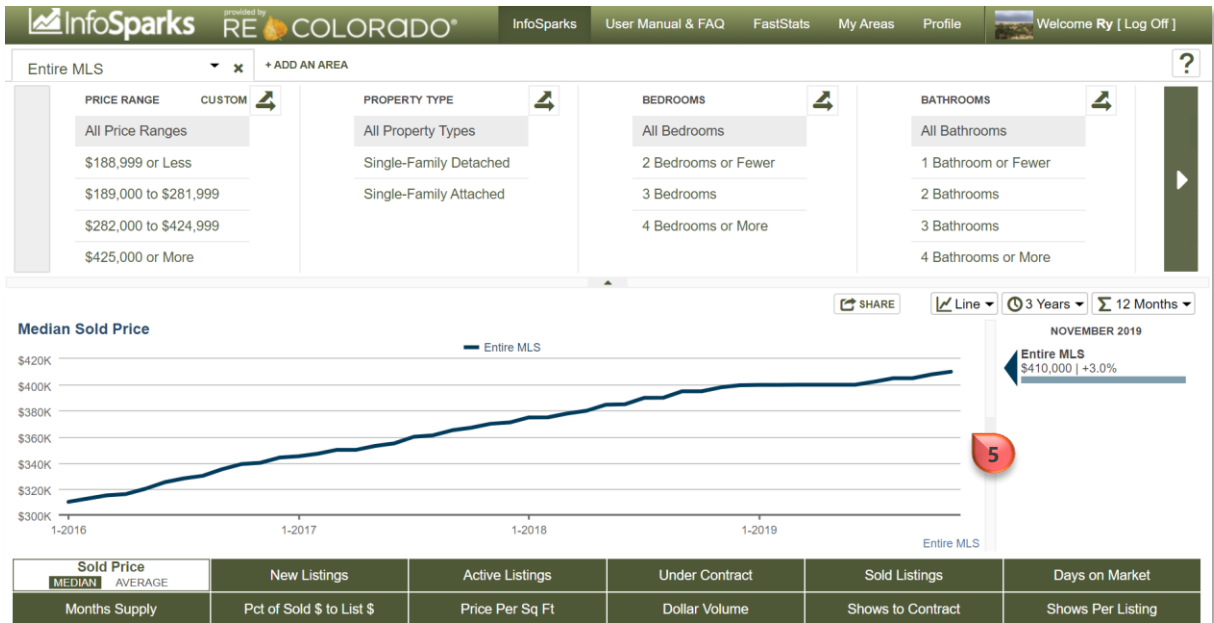 InfoSparks provided by RE COLORADO® InfoSparks User Manual & FAQ FastStats My Areas Profile Welcome Ry [ Log Off ]
Entire MLS × + ADD AN AREA ?
PRICE RANGE CUSTOM PROPERTY TYPE BEDROOMS BATHROOMS
All Price Ranges All Property Types All Bedrooms All Bathrooms
$188,999 or Less Single-Family Detached 2 Bedrooms or Fewer 1 Bathroom or Fewer
$189,000 to $281,999 Single-Family Attached 3 Bedrooms 2 Bathrooms
$282,000 to $424,999 4 Bedrooms or More 3 Bathrooms
$425,000 or More 4 Bathrooms or More
SHARE Line 3 Years Σ 12 Months
Median Sold Price NOVEMBER 2019
Entire MLS
Entire MLS
$410,000 | +3.0%
$420K
$400K
$380K
$360K
$340K
$320K
$300K
5
1-2016 1-2017 1-2018 1-2019
Entire MLS
Sold Price New Listings Active Listings Under Contract Sold Listings Days on Market
MEDIAN AVERAGE
Months Supply Pct of Sold $ to List $ Price Per Sq Ft Dollar Volume Shows to Contract Shows Per Listing